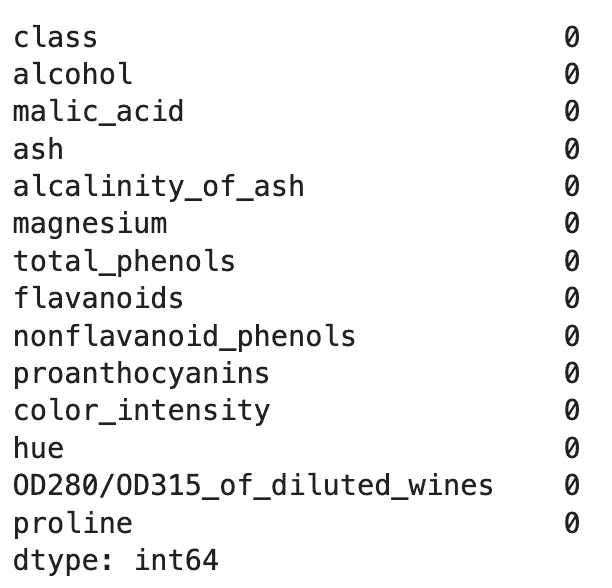 class 0
alcohol 0
malic_acid 0
ash 0
alcalinity_of_ash 0
magnesium 0
total_phenols 0
flavanoids 0
nonflavanoid_phenols 0
proanthocyanins 0
color_intensity 0
hue 0
OD280/OD315_of_diluted_wines 0
proline 0
dtype: int64